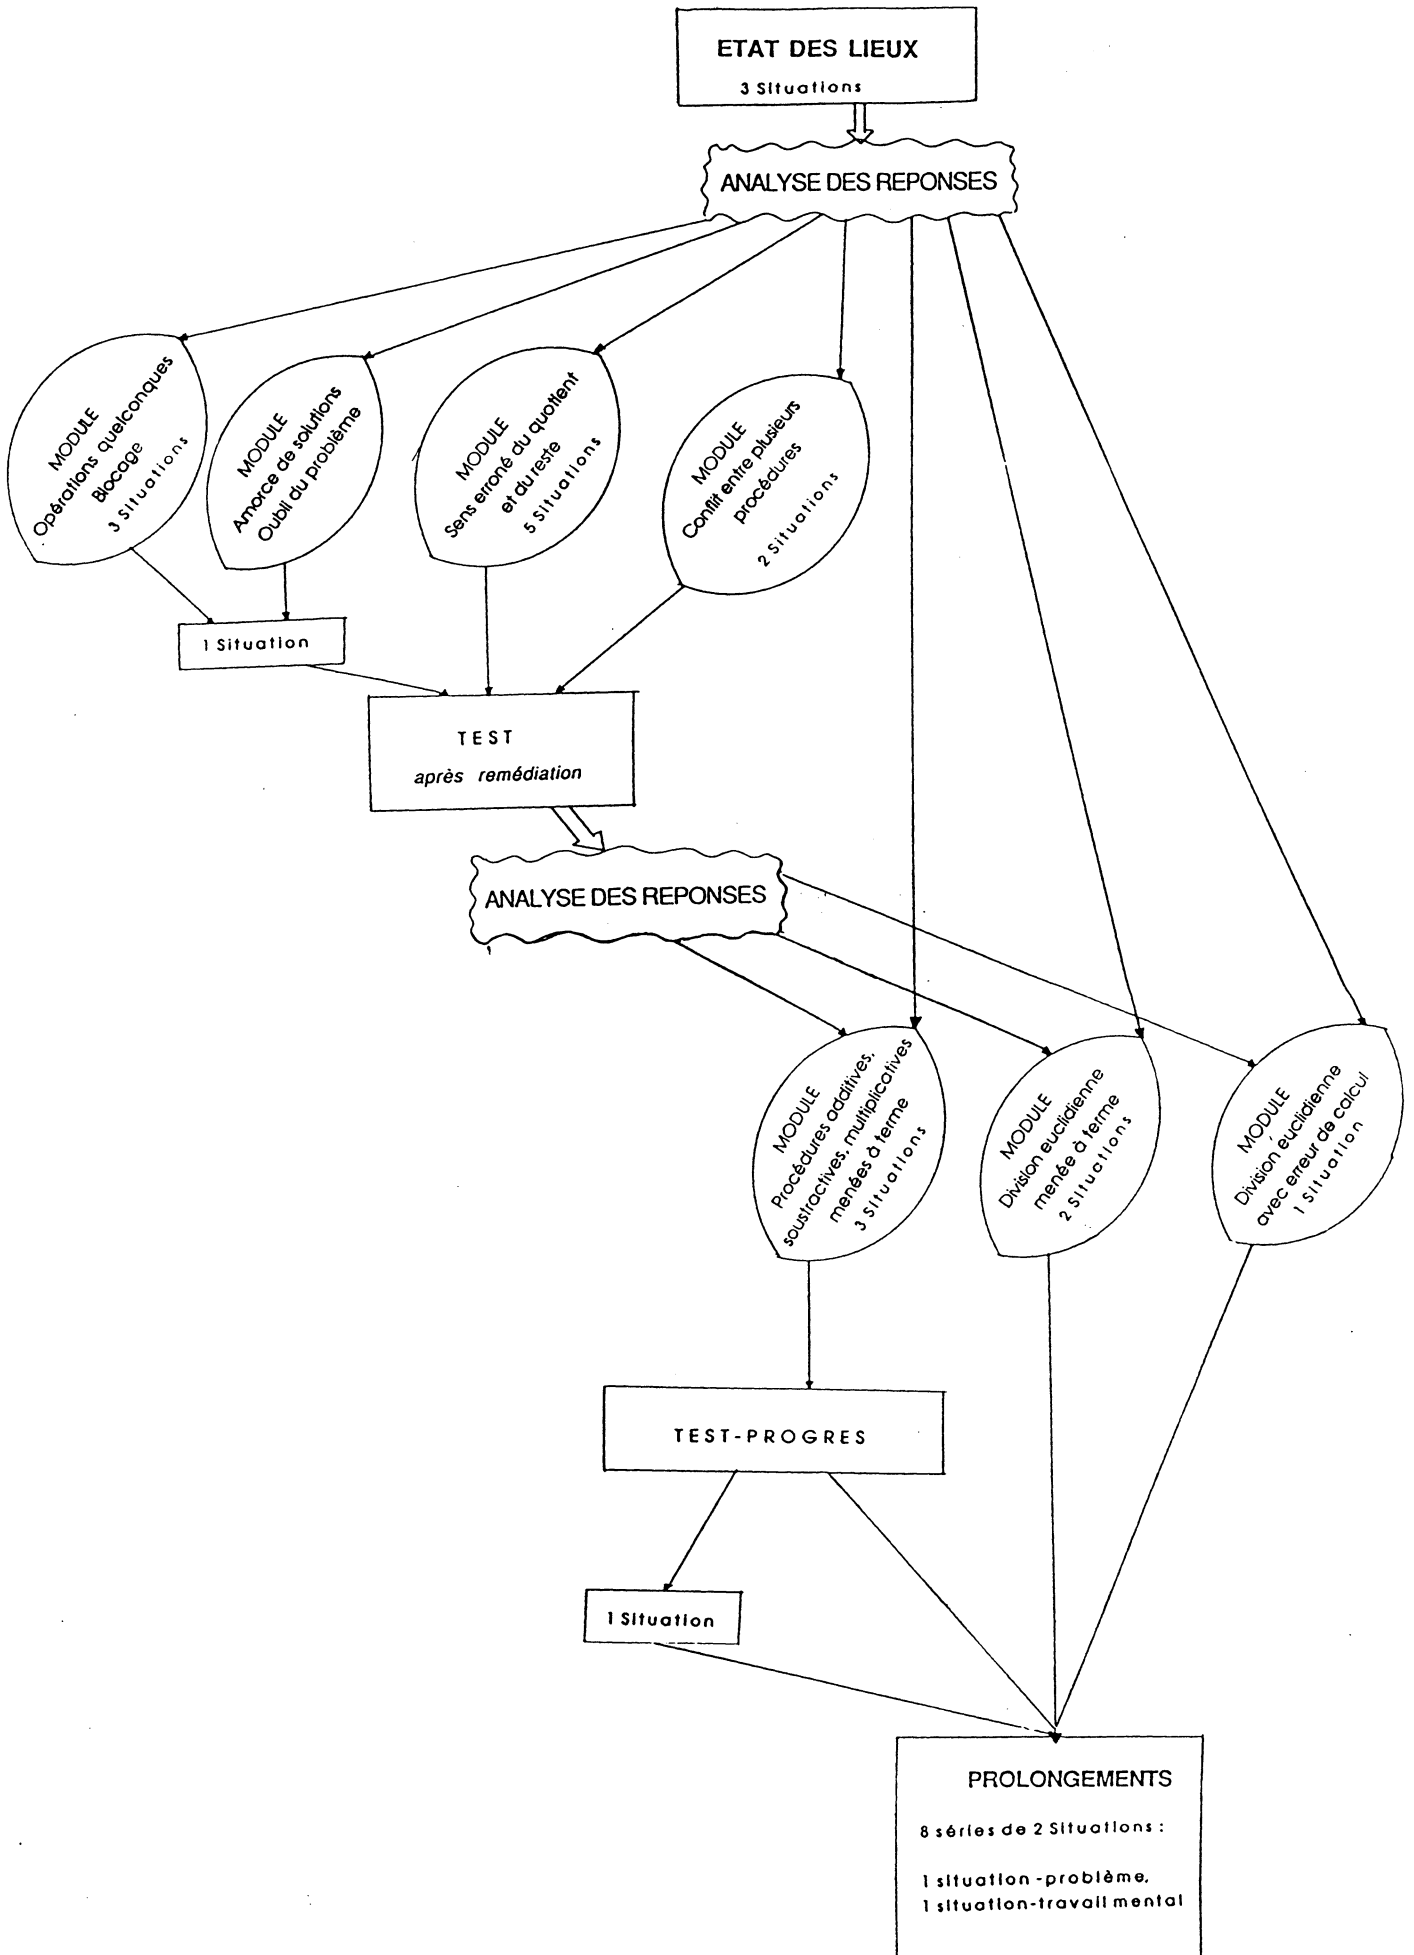 ETAT DES LIEUX
3 Situations
ANALYSE DES REPONSES
MODULE
Opérations quelconques
Blocage
3 Situations
MODULE
Amorce de solutions
Oubli du problème
MODULE
Sens erroné du quotient
et du reste
5 Situations
MODULE
Conflit entre plusieurs
procédures
2 Situations
1 Situation
TEST
après remédiation
ANALYSE DES REPONSES
MODULE
Procédures additives,
soustractives, multiplicatives
menées à terme
3 Situations
MODULE
Division euclidienne
menée à terme
2 Situations
MODULE
Division euclidienne
avec erreur de calcul
1 Situation
TEST-PROGRES
1 Situation
PROLONGEMENTS
8 séries de 2 Situations :
1 situation-problème,
1 situation-travail mental